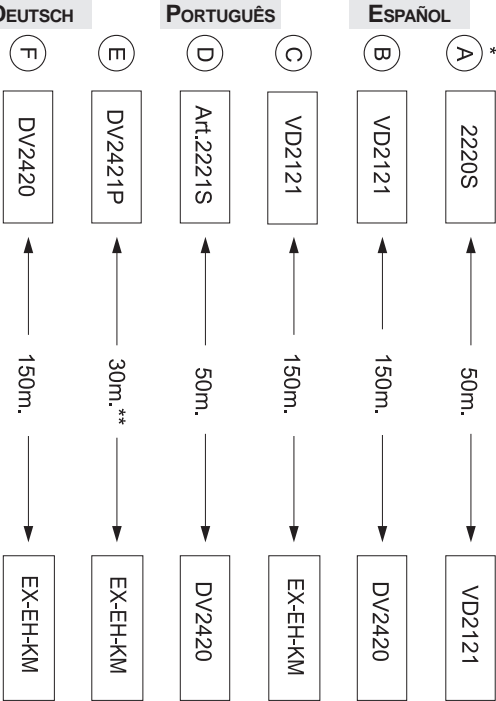 DEUTSCH PORTUGUÊS ESPAÑOL
*
A 2220S 50m. VD2121
B VD2121 150m. DV2420
C VD2121 150m. EX-EH-KM
D Art.2221S 50m. DV2420
E DV2421P 30m. ** EX-EH-KM
F DV2420 150m. EX-EH-KM